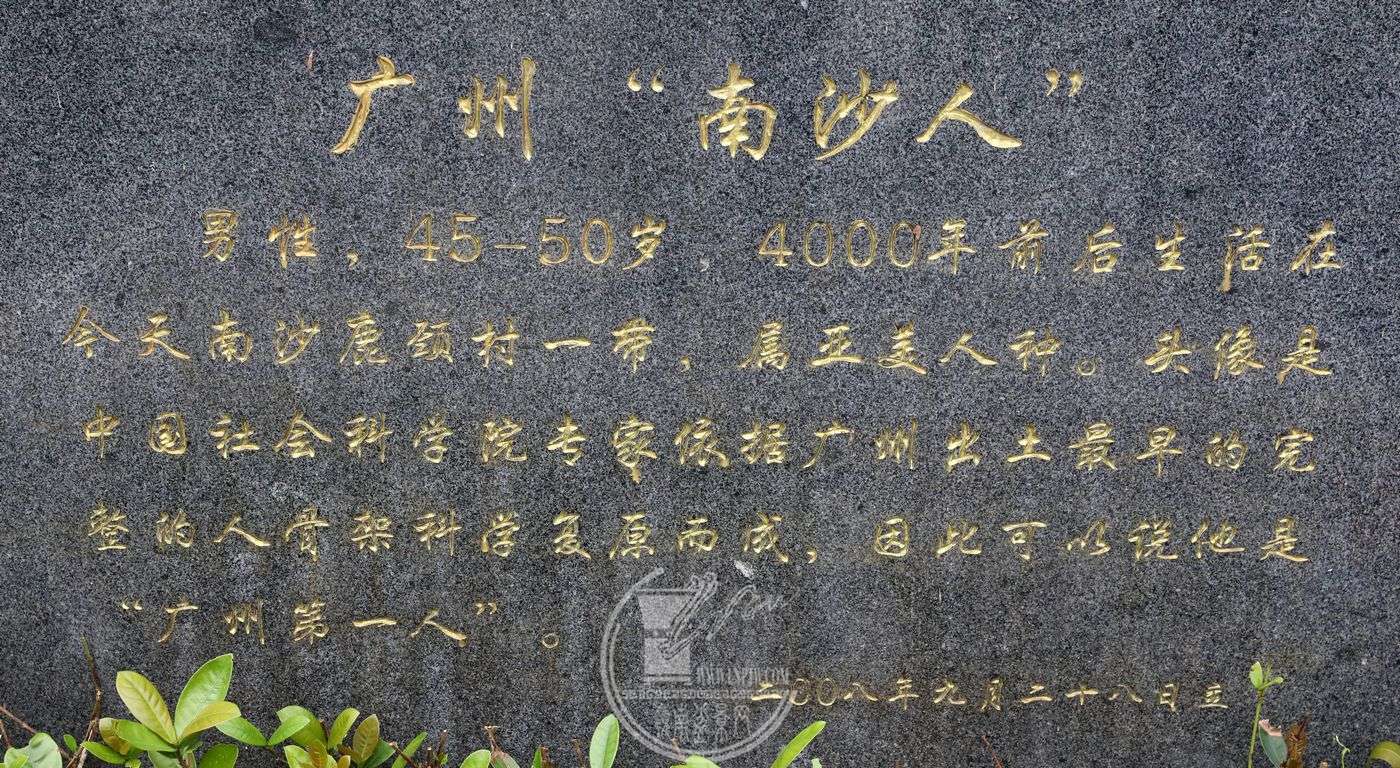 广州“南沙人”
男性，45-50岁，4000年前后生活在
今天南沙鹿颈村一带，属亚美人种。头像是
中国社会科学院专家依据广州出土最早的完
整的人骨架科学复原而成，因此可以说他是
“广州第一人”。
二00八年九月二十八日立